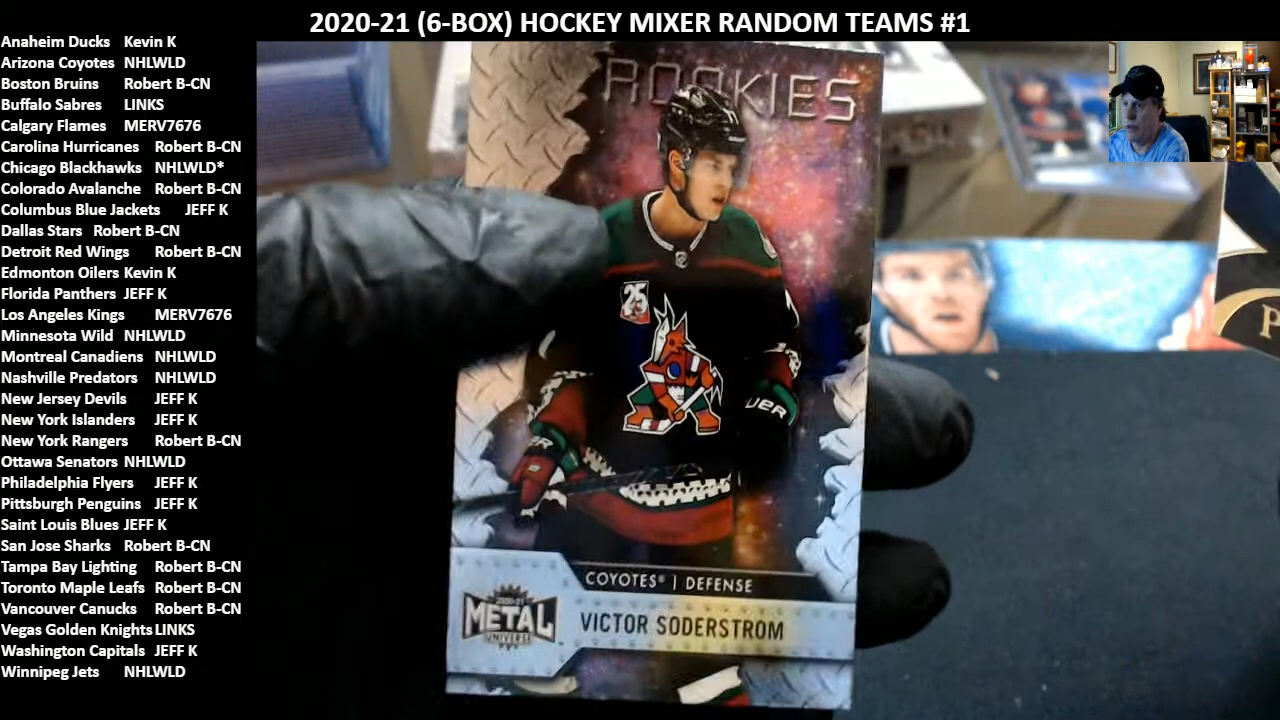 2020-21 (6-BOX) HOCKEY MIXER RANDOM TEAMS #1
Anaheim Ducks Kevin K
Arizona Coyotes NHLWLD
Boston Bruins Robert B-CN
Buffalo Sabres LINKS
Calgary Flames MERV7676
Carolina Hurricanes Robert B-CN
Chicago Blackhawks NHLWLD*
Colorado Avalanche Robert B-CN
Columbus Blue Jackets JEFF K
Dallas Stars Robert B-CN
Detroit Red Wings Robert B-CN
Edmonton Oilers Kevin K
Florida Panthers JEFF K
Los Angeles Kings MERV7676
Minnesota Wild NHLWLD
Montreal Canadiens NHLWLD
Nashville Predators NHLWLD
New Jersey Devils JEFF K
New York Islanders JEFF K
New York Rangers Robert B-CN
Ottawa Senators NHLWLD
Philadelphia Flyers JEFF K
Pittsburgh Penguins JEFF K
Saint Louis Blues JEFF K
San Jose Sharks Robert B-CN
Tampa Bay Lighting Robert B-CN
Toronto Maple Leafs Robert B-CN
Vancouver Canucks Robert B-CN
Vegas Golden Knights LINKS
Washington Capitals JEFF K
Winnipeg Jets NHLWLD
ROOKIES
25
COYOTES® | DEFENSE
2020-21
METAL
UNIVERSE
VICTOR SODERSTROM
P